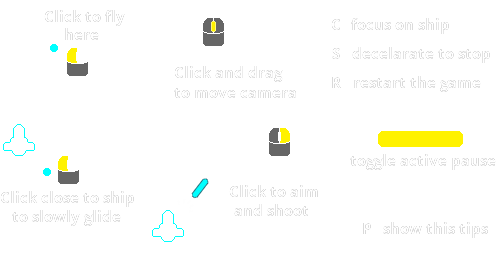 Click to fly
here
Click and drag
to move camera
C focus on ship
S decelarate to stop
R restart the game
toggle active pause
Click close to ship
to slowly glide
Click to aim
and shoot
P show this tips